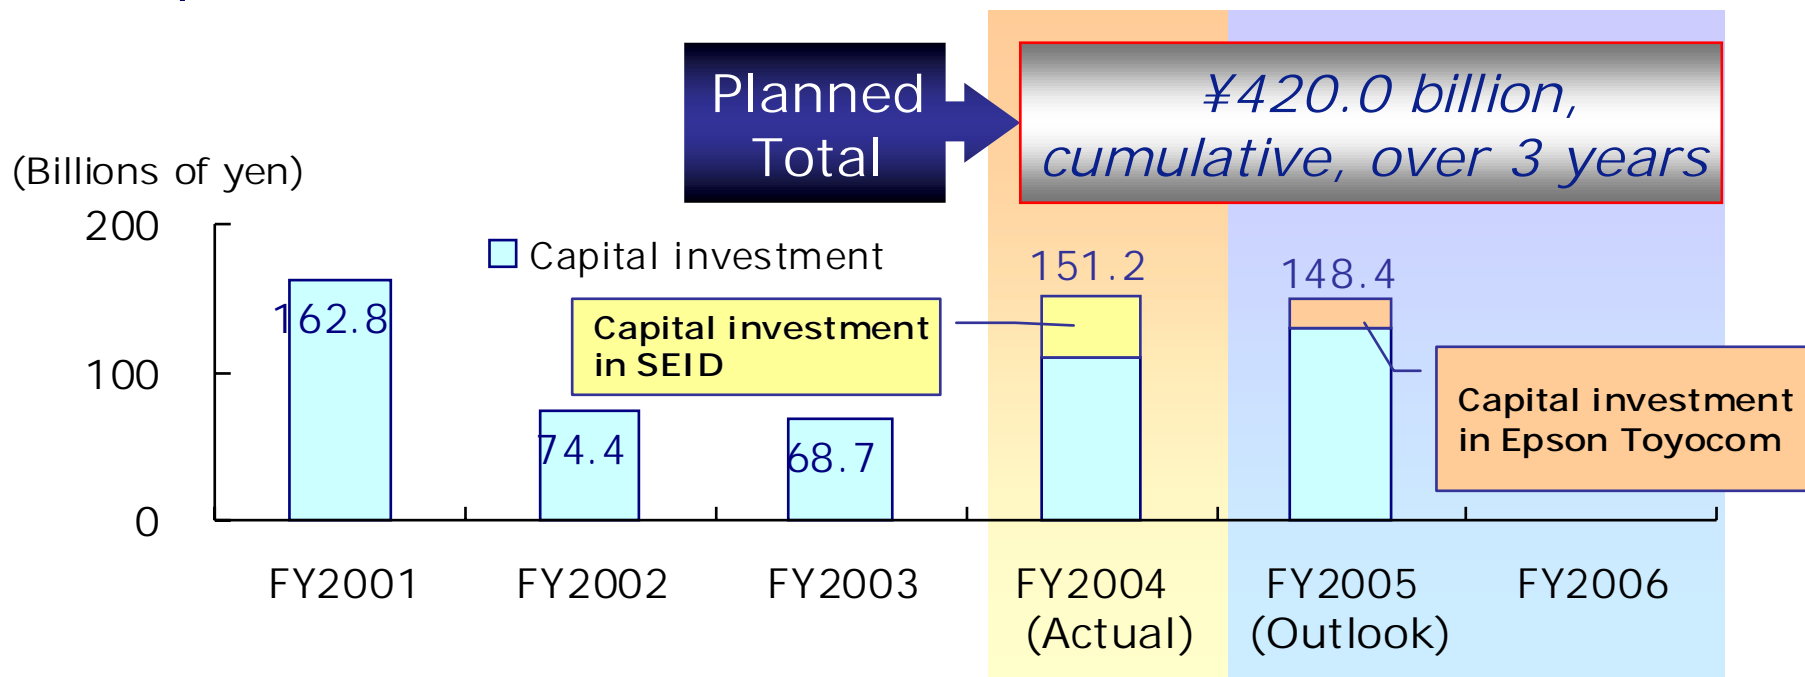 Planned
Total
¥420.0 billion,
cumulative, over 3 years
(Billions of yen)
200
100
0
Capital investment
162.8
74.4
68.7
151.2
148.4
Capital investment
in SEID
Capital investment
in Epson Toyocom
FY2001
FY2002
FY2003
FY2004
(Actual)
FY2005
(Outlook)
FY2006